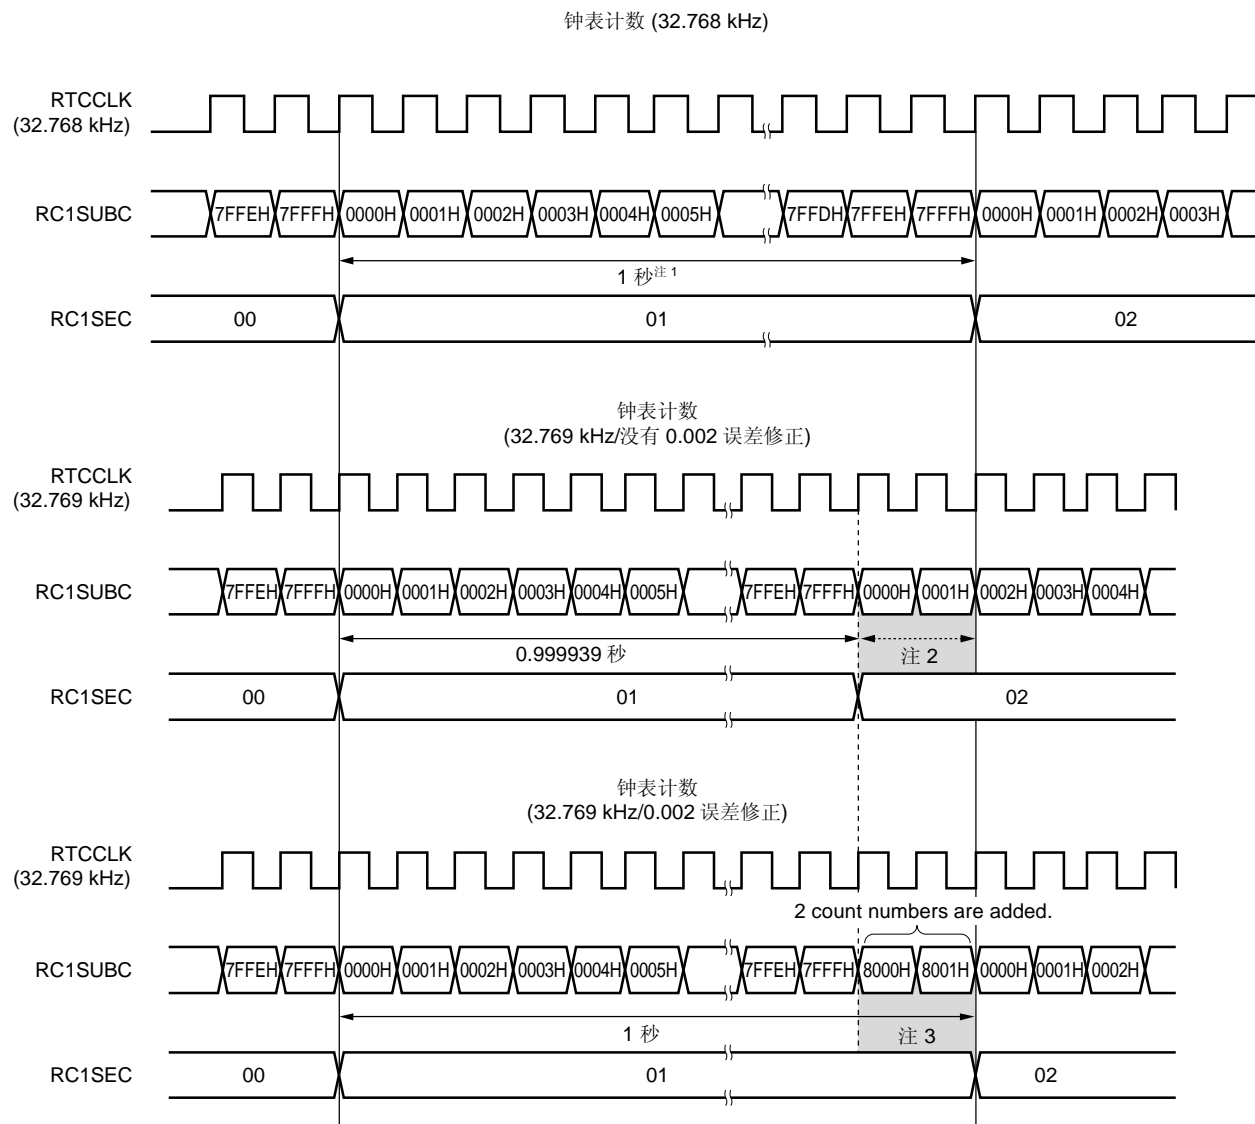 钟表计数 (32.768 kHz)
RTCCLK
(32.768 kHz)
RC1SUBC 7FFEH 7FFFH 0000H 0001H 0002H 0003H 0004H 0005H 7FFDH 7FFEH 7FFFH 0000H 0001H 0002H 0003H
1 秒注 1
RC1SEC 00 01 02
钟表计数
(32.769 kHz/没有 0.002 误差修正)
RTCCLK
(32.769 kHz)
RC1SUBC 7FFEH 7FFFH 0000H 0001H 0002H 0003H 0004H 0005H 7FFEH 7FFFH 0000H 0001H 0002H 0003H 0004H
0.999939 秒 注 2
RC1SEC 00 01 02
钟表计数
(32.769 kHz/0.002 误差修正)
RTCCLK
(32.769 kHz)
2 count numbers are added.
RC1SUBC 7FFEH 7FFFH 0000H 0001H 0002H 0003H 0004H 0005H 7FFEH 7FFFH 8000H 8001H 0000H 0001H 0002H
1 秒 注 3
RC1SEC 00 01 02